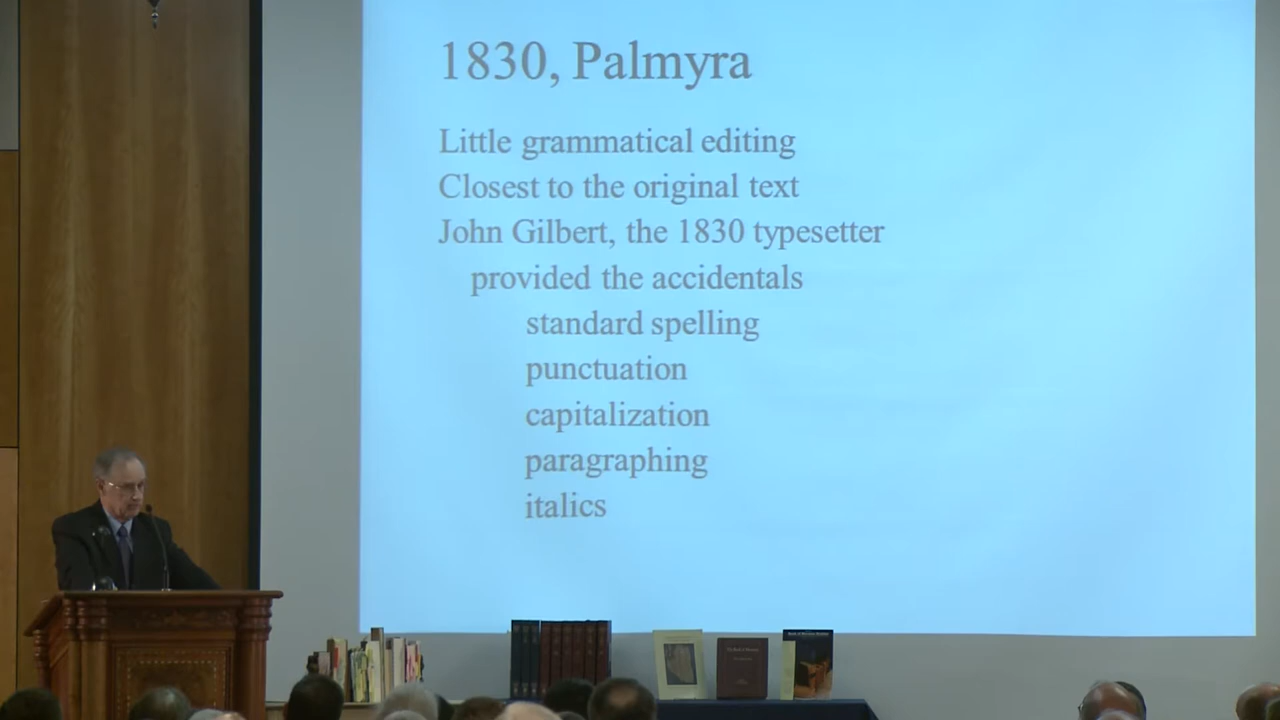 1830, Palmyra
Little grammatical editing
Closest to the original text
John Gilbert, the 1830 typesetter
provided the accidentals
standard spelling
punctuation
capitalization
paragraphing
italics